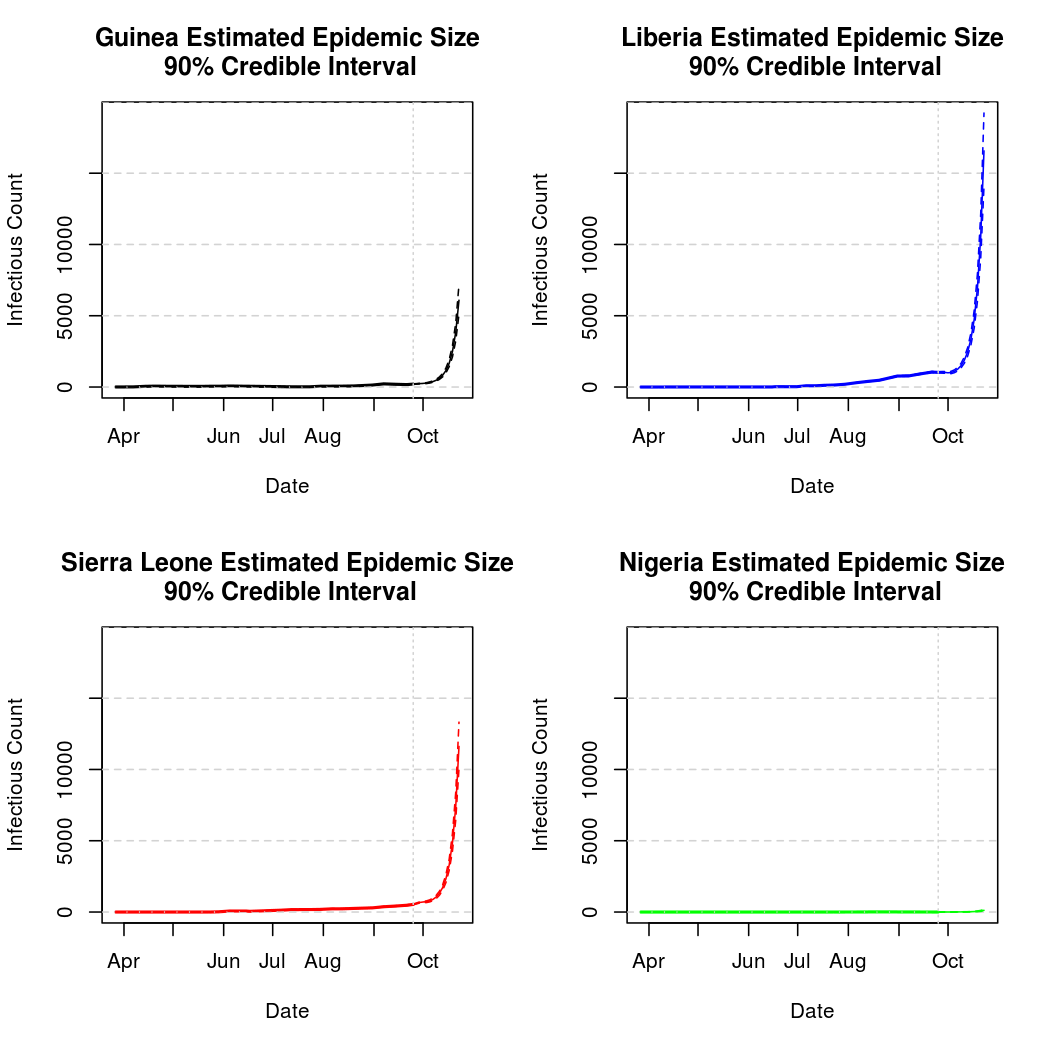 Guinea Estimated Epidemic Size
90% Credible Interval
Infectious Count
10000
5000
0
Apr Jun Jul Aug Oct
Date
Liberia Estimated Epidemic Size
90% Credible Interval
Infectious Count
10000
5000
0
Apr Jun Jul Aug Oct
Date
Sierra Leone Estimated Epidemic Size
90% Credible Interval
Infectious Count
10000
5000
0
Apr Jun Jul Aug Oct
Date
Nigeria Estimated Epidemic Size
90% Credible Interval
Infectious Count
10000
5000
0
Apr Jun Jul Aug Oct
Date